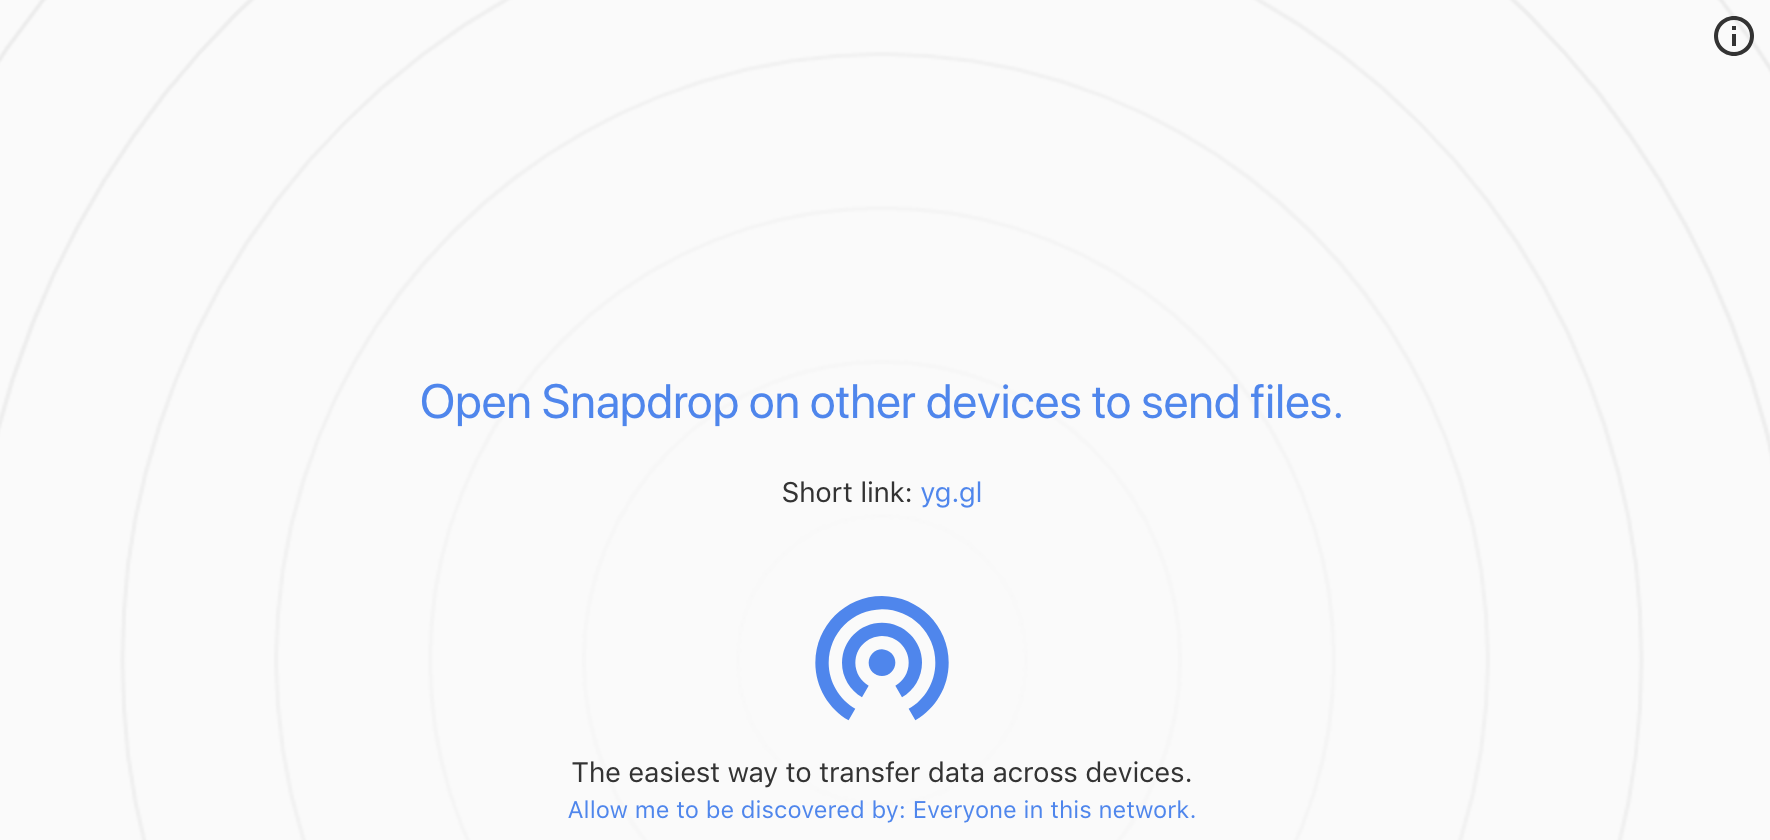 Open Snapdrop on other devices to send files.
Short link: yg.gl
The easiest way to transfer data across devices.
Allow me to be discovered by: Everyone in this network.